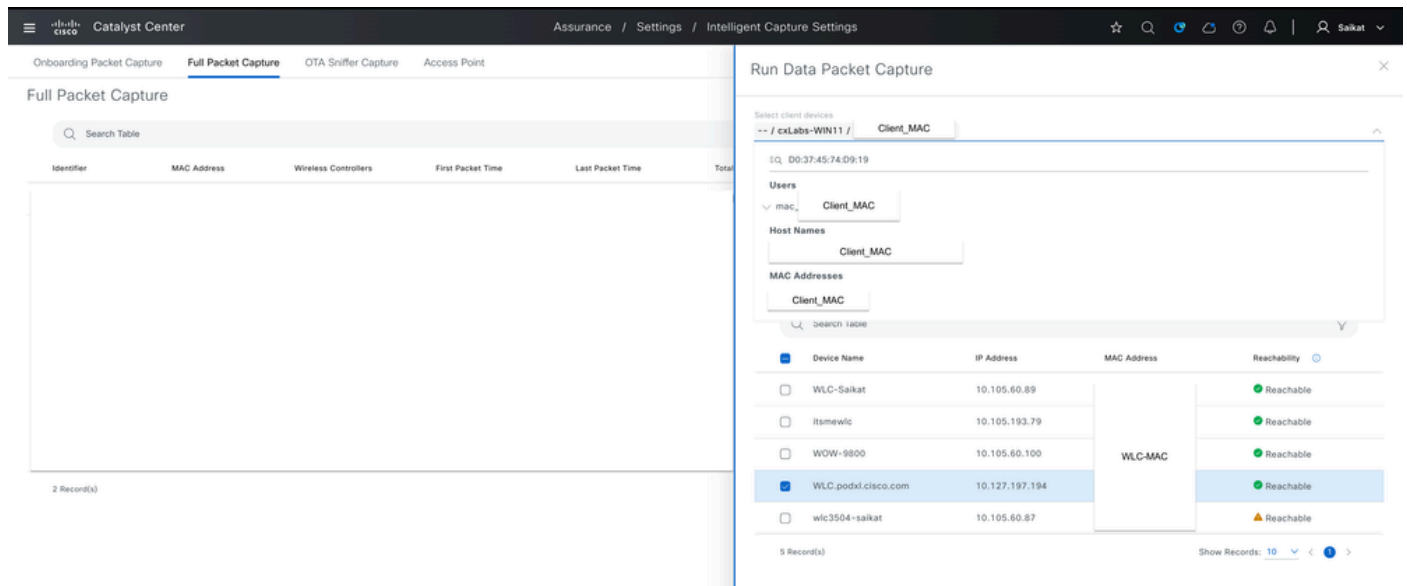 cisco Catalyst Center
Assurance / Settings / Intelligent Capture Settings
Saikat
Onboarding Packet Capture Full Packet Capture OTA Sniffer Capture Access Point
Full Packet Capture
Search Table
Identifier MAC Address Wireless Controllers First Packet Time Last Packet Time Total
2 Record(s)
Run Data Packet Capture
Select client devices
-- / cxLabs-WIN11 / Client_MAC
D0:37:45:74:D9:19
Users
mac_ Client_MAC
Host Names
Client_MAC
MAC Addresses
Client_MAC
Search Table
Device Name IP Address MAC Address Reachability
WLC-Saikat 10.105.60.89 Reachable
itsmewlc 10.105.193.79 Reachable
WOW-9800 10.105.60.100 WLC-MAC Reachable
WLC.podxl.cisco.com 10.127.197.194 Reachable
wlc3504-saikat 10.105.60.87 Reachable
5 Record(s) Show Records: 10 1